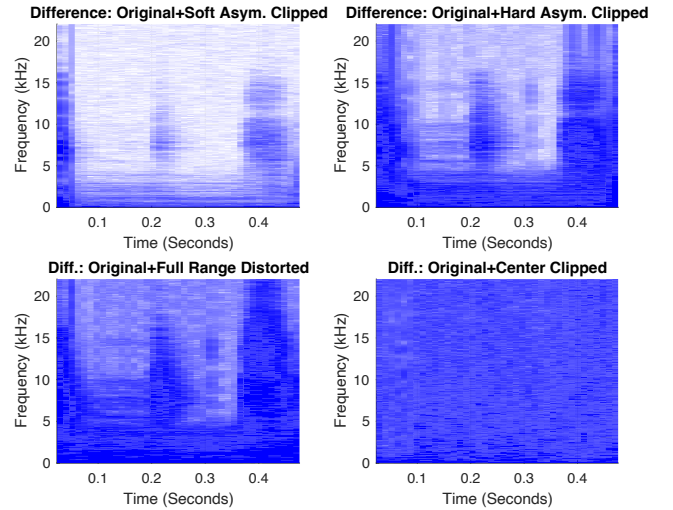 Difference: Original+Soft Asym. Clipped
Difference: Original+Hard Asym. Clipped
20
15
10
5
0
Frequency (kHz)
0.1 0.2 0.3 0.4
Time (Seconds)
20
15
10
5
0
Frequency (kHz)
0.1 0.2 0.3 0.4
Time (Seconds)
Diff.: Original+Full Range Distorted
Diff.: Original+Center Clipped
20
15
10
5
0
Frequency (kHz)
0.1 0.2 0.3 0.4
Time (Seconds)
20
15
10
5
0
Frequency (kHz)
0.1 0.2 0.3 0.4
Time (Seconds)